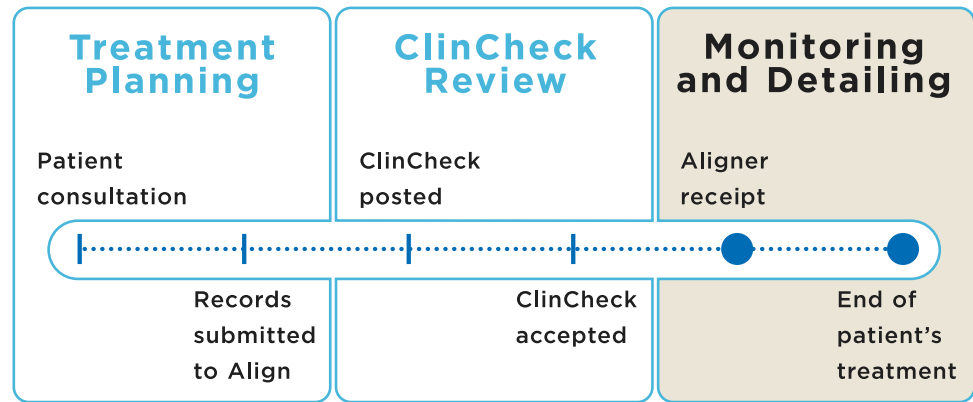 Treatment
Planning
ClinCheck
Review
Monitoring
and Detailing
Patient
consultation
ClinCheck
posted
Aligner
receipt
Records
submitted
to Align
ClinCheck
accepted
End of
patient’s
treatment